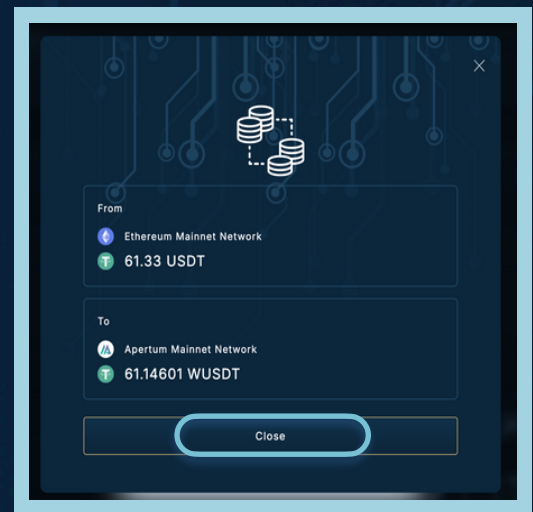 From
Ethereum Mainnet Network
61.33 USDT
To
Apertum Mainnet Network
61.14601 WUSDT
Close